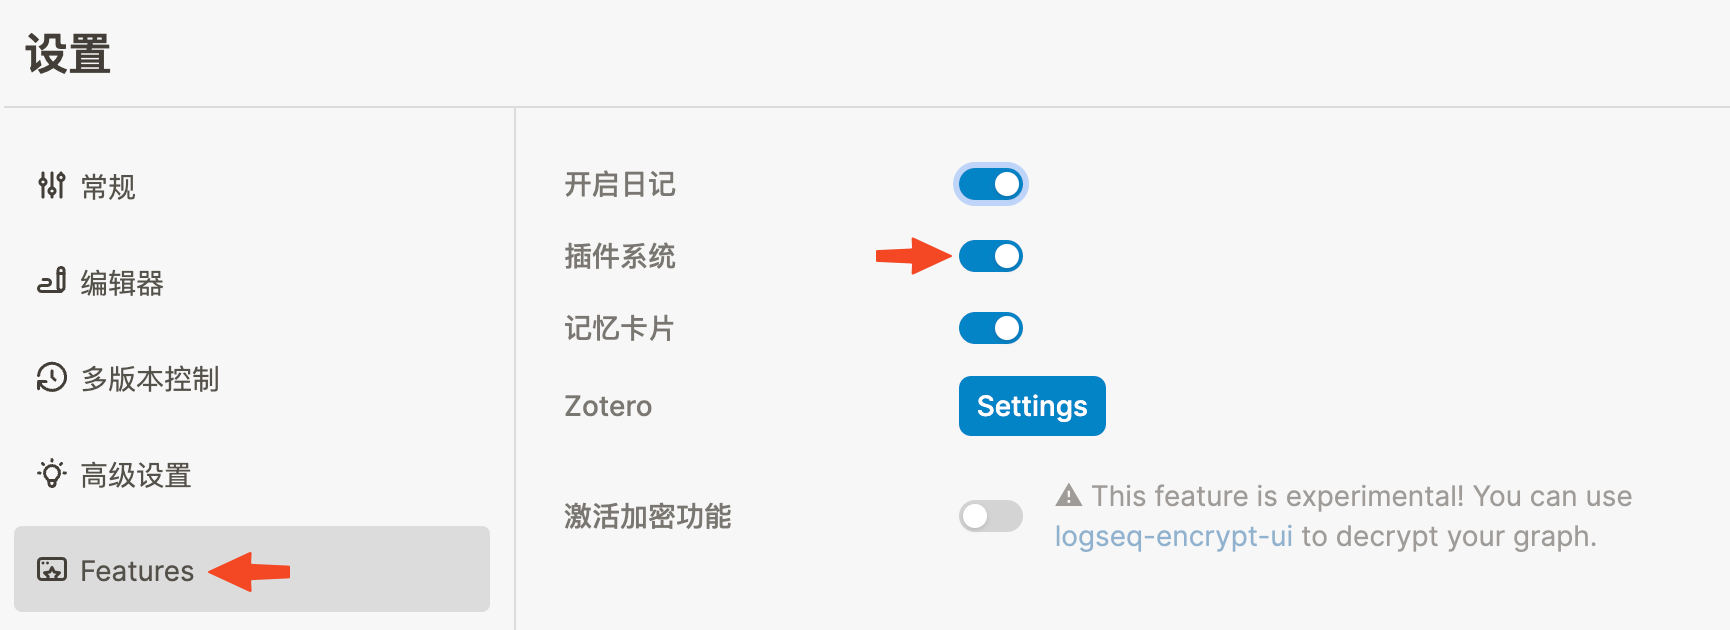 设置
常规
编辑器
多版本控制
高级设置
Features
开启日记
插件系统
记忆卡片
Zotero
Settings
激活加密功能
This feature is experimental! You can use
logseq-encrypt-ui to decrypt your graph.